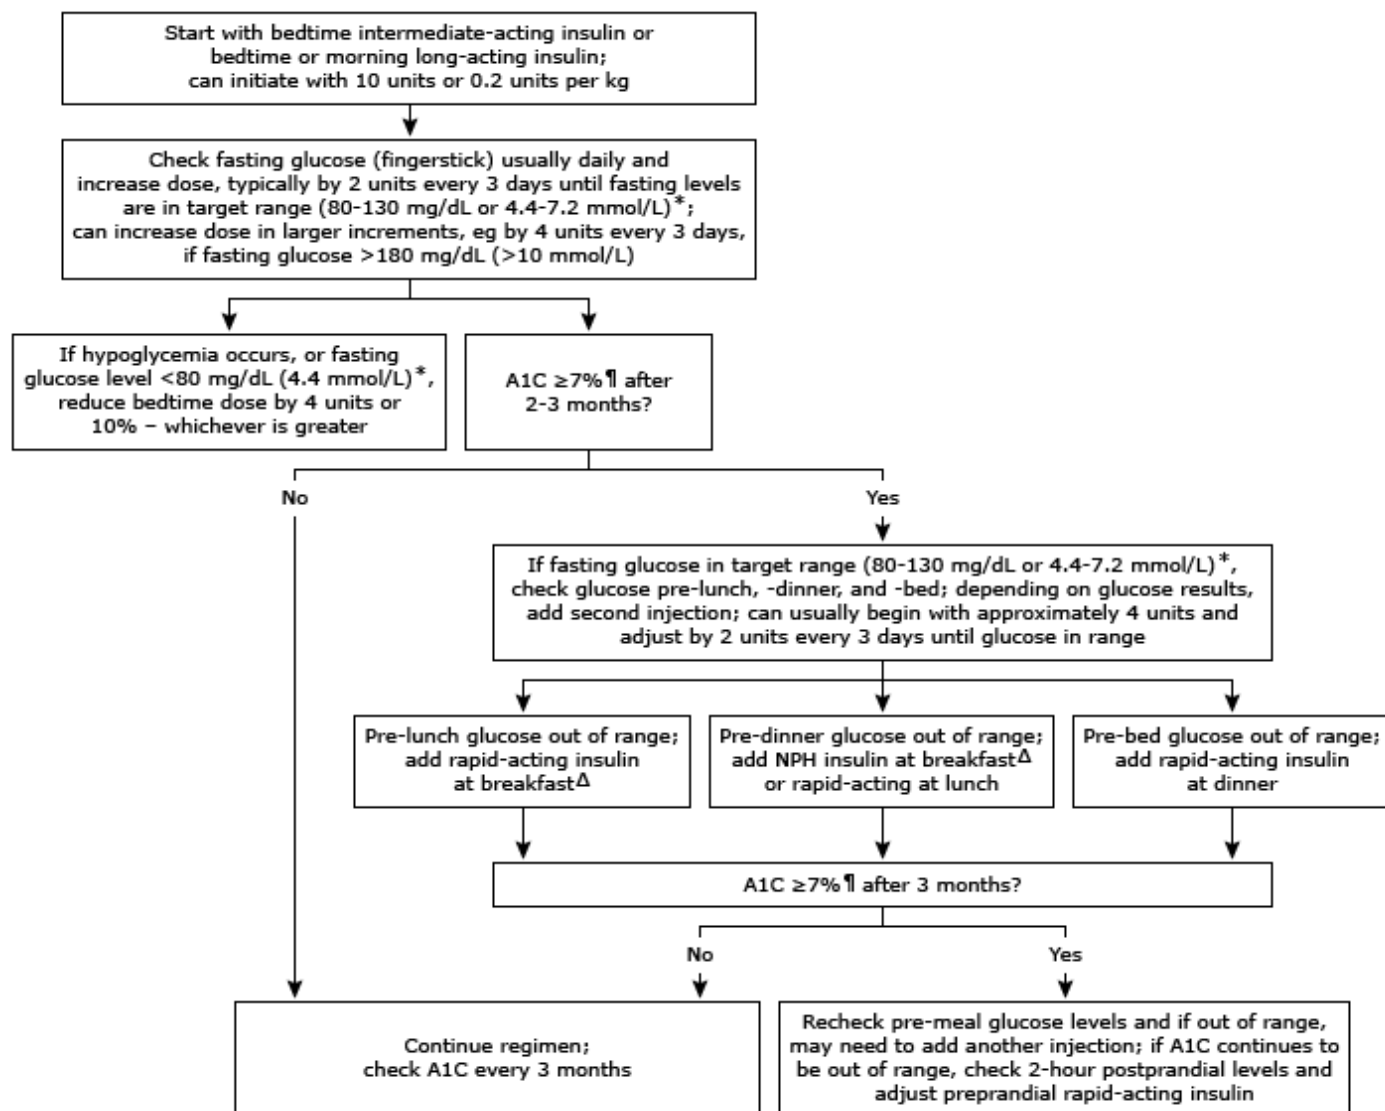 Start with bedtime intermediate-acting insulin or
bedtime or morning long-acting insulin;
can initiate with 10 units or 0.2 units per kg
Check fasting glucose (fingerstick) usually daily and
increase dose, typically by 2 units every 3 days until fasting levels
are in target range (80-130 mg/dL or 4.4-7.2 mmol/L)*;
can increase dose in larger increments, eg by 4 units every 3 days,
if fasting glucose >180 mg/dL (>10 mmol/L)
If hypoglycemia occurs, or fasting
glucose level <80 mg/dL (4.4 mmol/L)*,
reduce bedtime dose by 4 units or
10% – whichever is greater
A1C ≥7%¶ after
2-3 months?
No
Yes
If fasting glucose in target range (80-130 mg/dL or 4.4-7.2 mmol/L)*,
check glucose pre-lunch, -dinner, and -bed; depending on glucose results,
add second injection; can usually begin with approximately 4 units and
adjust by 2 units every 3 days until glucose in range
Pre-lunch glucose out of range;
add rapid-acting insulin
at breakfastΔ
Pre-dinner glucose out of range;
add NPH insulin at breakfastΔ
or rapid-acting at lunch
Pre-bed glucose out of range;
add rapid-acting insulin
at dinner
A1C ≥7%¶ after 3 months?
No
Yes
Continue regimen;
check A1C every 3 months
Recheck pre-meal glucose levels and if out of range,
may need to add another injection; if A1C continues to
be out of range, check 2-hour postprandial levels and
adjust preprandial rapid-acting insulin